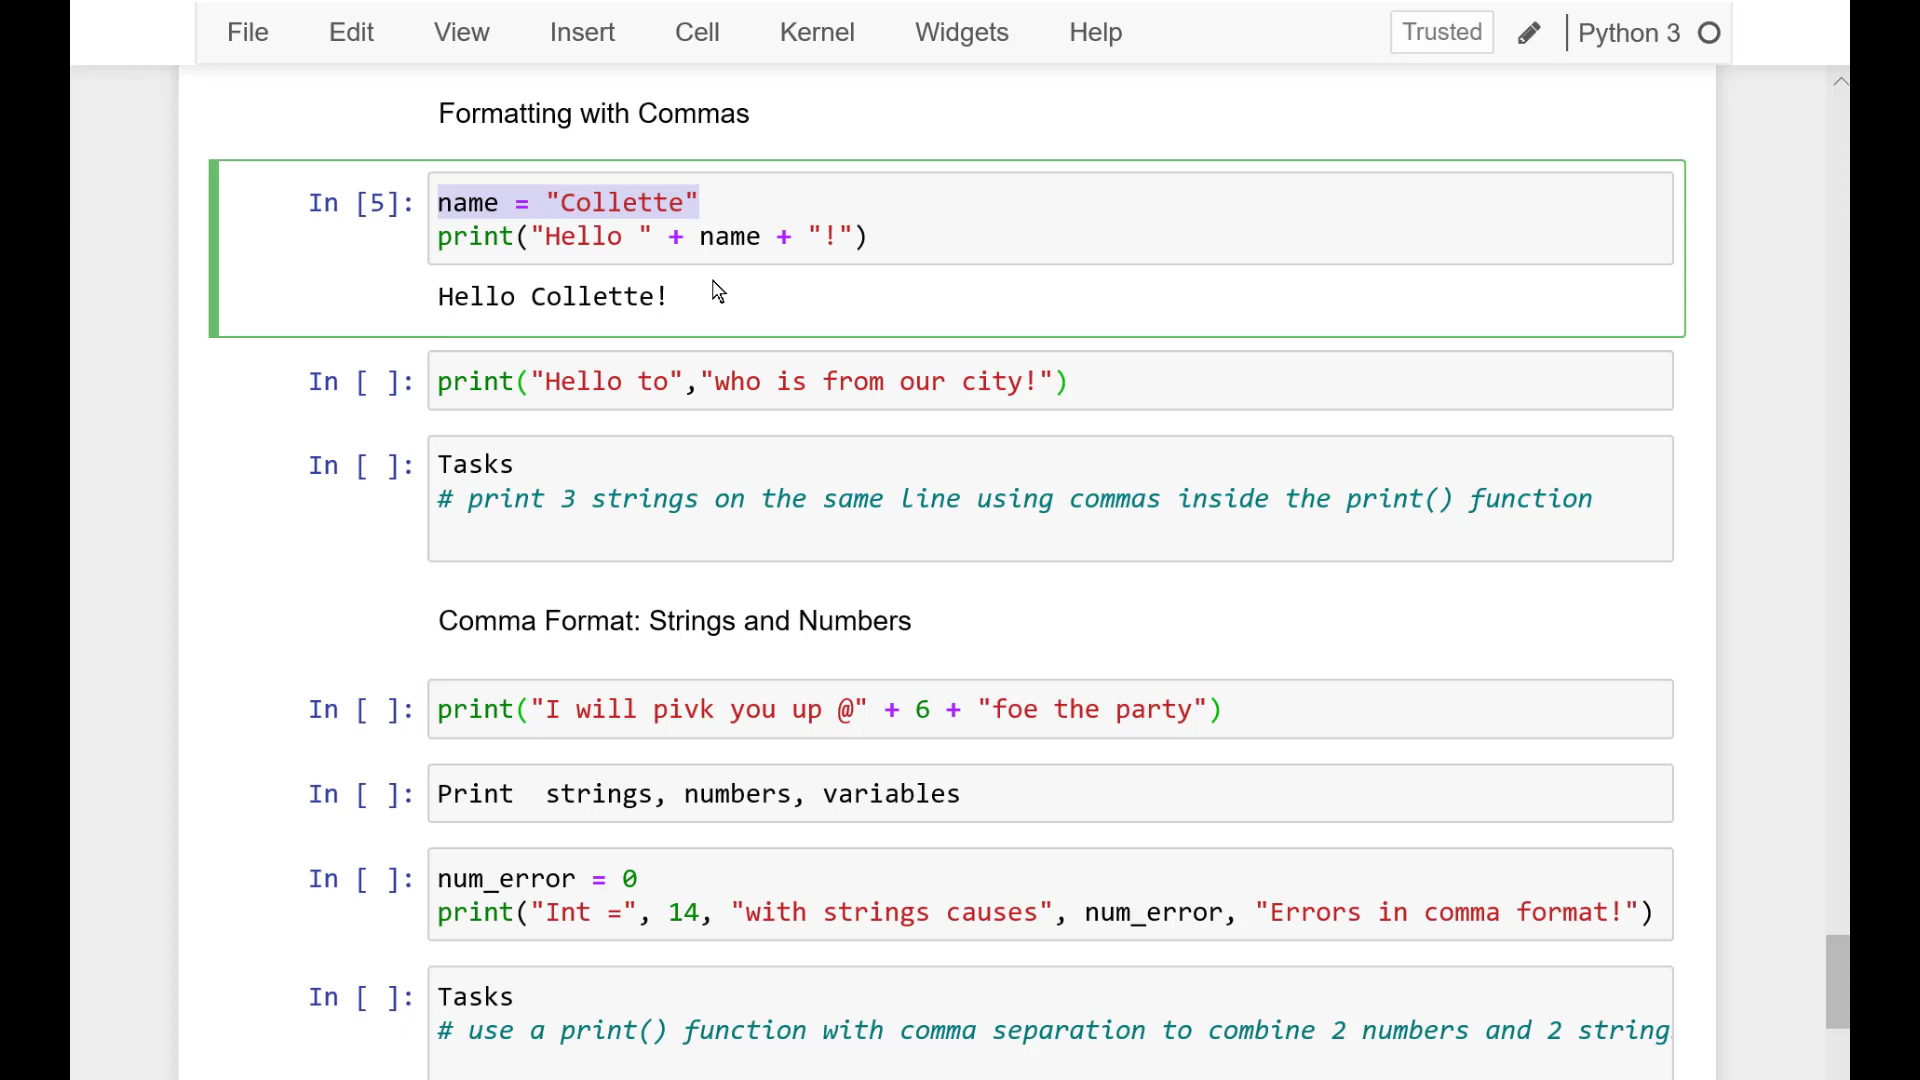 File Edit View Insert Cell Kernel Widgets Help Trusted Python 3
Formatting with Commas
In [5]: name = "Collette"
print("Hello " + name + "!")
Hello Collette!
In [ ]: print("Hello to","who is from our city!")
In [ ]: Tasks
# print 3 strings on the same line using commas inside the print() function
Comma Format: Strings and Numbers
In [ ]: print("I will pivk you up @" + 6 + "foe the party")
In [ ]: Print  strings, numbers, variables
In [ ]: num_error = 0
print("Int =", 14, "with strings causes", num_error, "Errors in comma format!")
In [ ]: Tasks
# use a print() function with comma separation to combine 2 numbers and 2 string